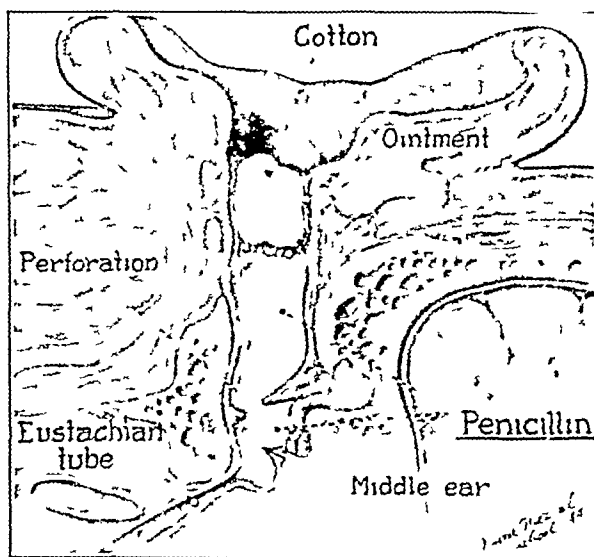 Cotton
Ointment
Perforation
Penicillin
Eustachian
tube
Middle ear